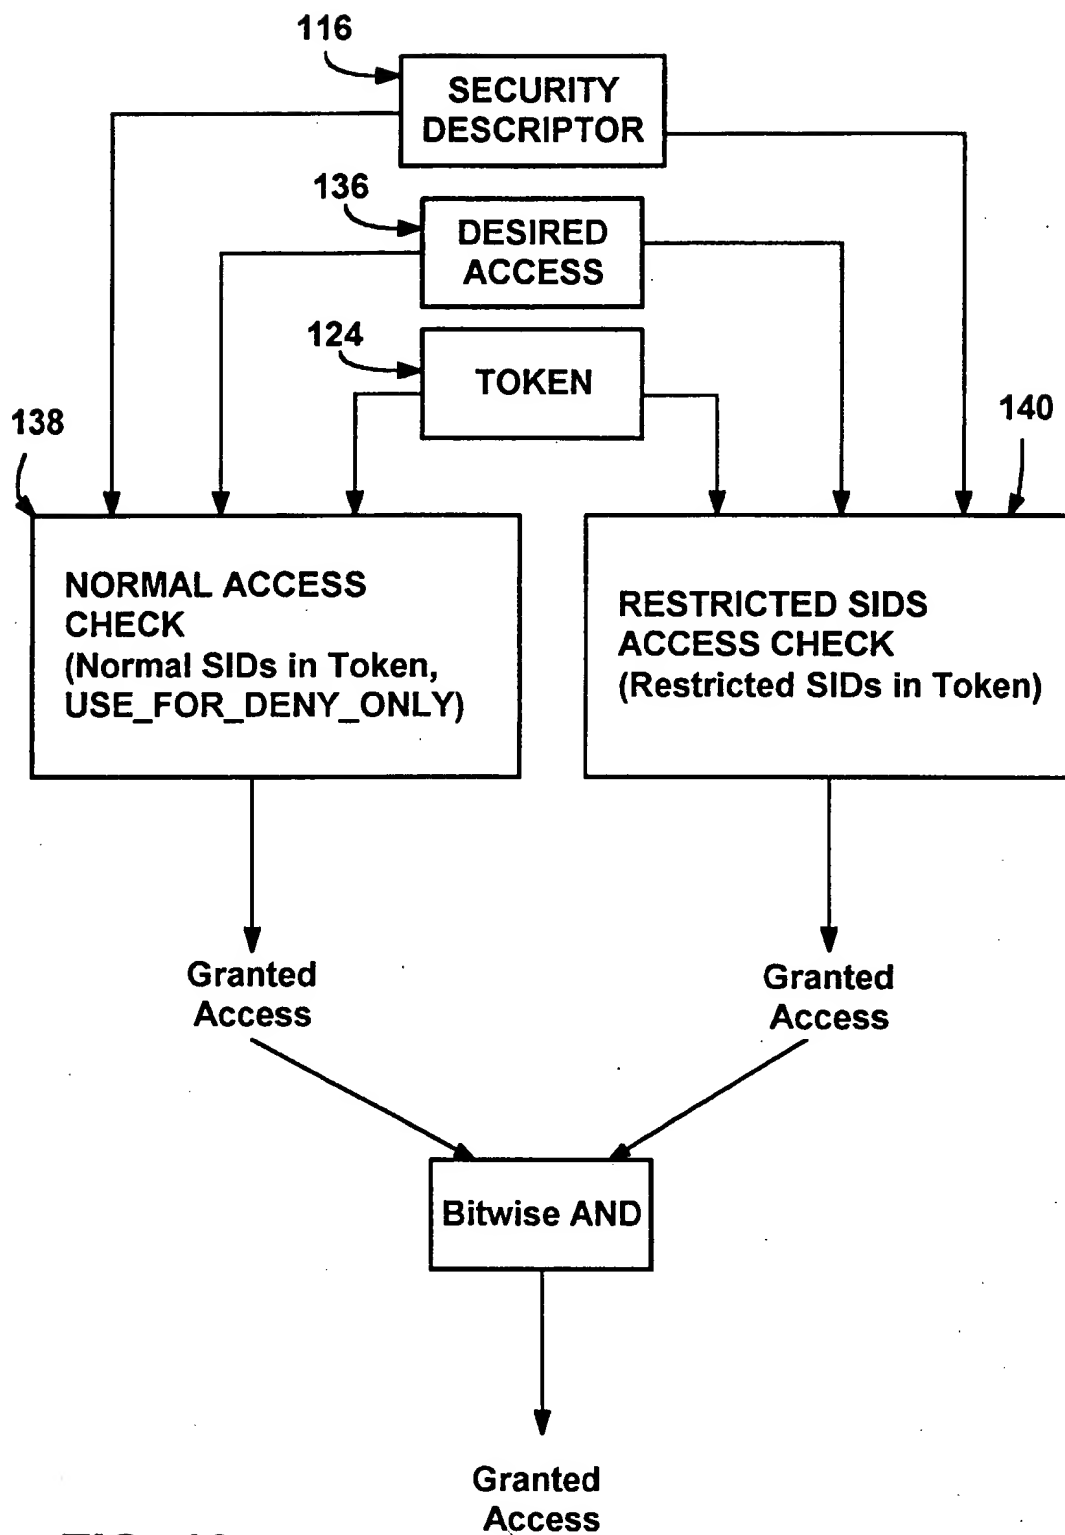 116
SECURITY
DESCRIPTOR
136
DESIRED
ACCESS
124
TOKEN
138
140
NORMAL ACCESS
CHECK
(Normal SIDs in Token,
USE_FOR_DENY_ONLY)
RESTRICTED SIDS
ACCESS CHECK
(Restricted SIDs in Token)
Granted
Access
Granted
Access
Bitwise AND
Granted
Access